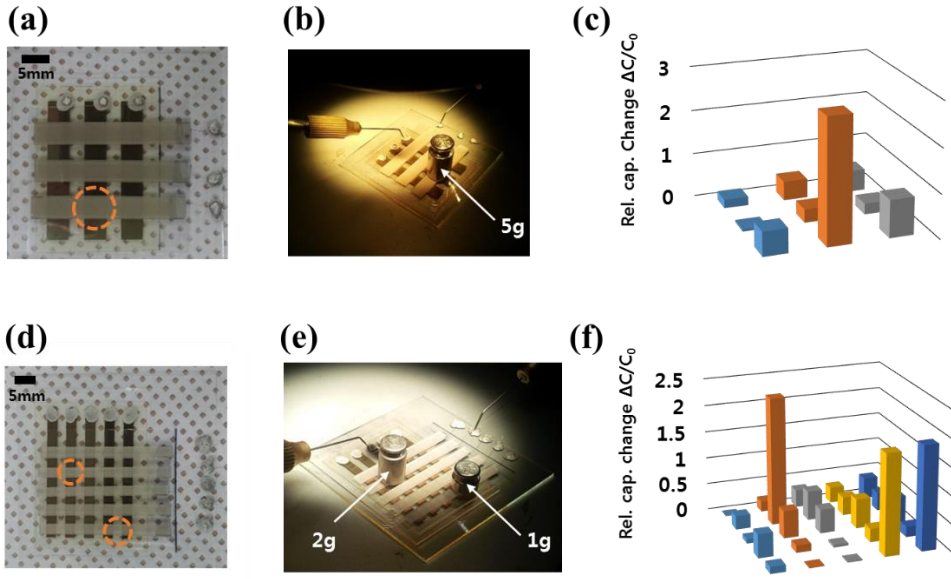 (a)
5mm
(b)
5g
(c)
Rel. cap. Change ΔC/C₀
3
2
1
0
(d)
5mm
(e)
2g
1g
(f)
Rel. cap. change ΔC/C₀
2.5
2
1.5
1
0.5
0